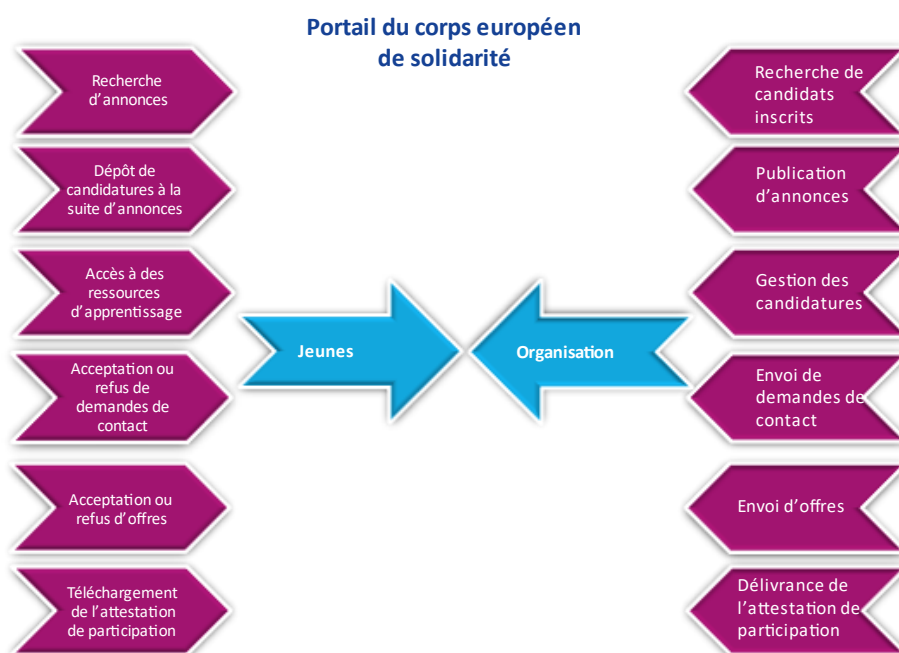 Portail du corps européen
de solidarité
Recherche
d'annonces
Dépôt de
candidatures à la
suite d'annonces
Accès à des
ressources
d'apprentissage
Acceptation ou
refus de
demandes de
contact
Acceptation ou
refus d'offres
Téléchargement
de l'attestation
de participation
Jeunes
Organisation
Recherche de
candidats
inscrits
Publication
d'annonces
Gestion des
candidatures
Envoi de
demandes de
contact
Envoi d'offres
Délivrance de
l'attestation de
participation